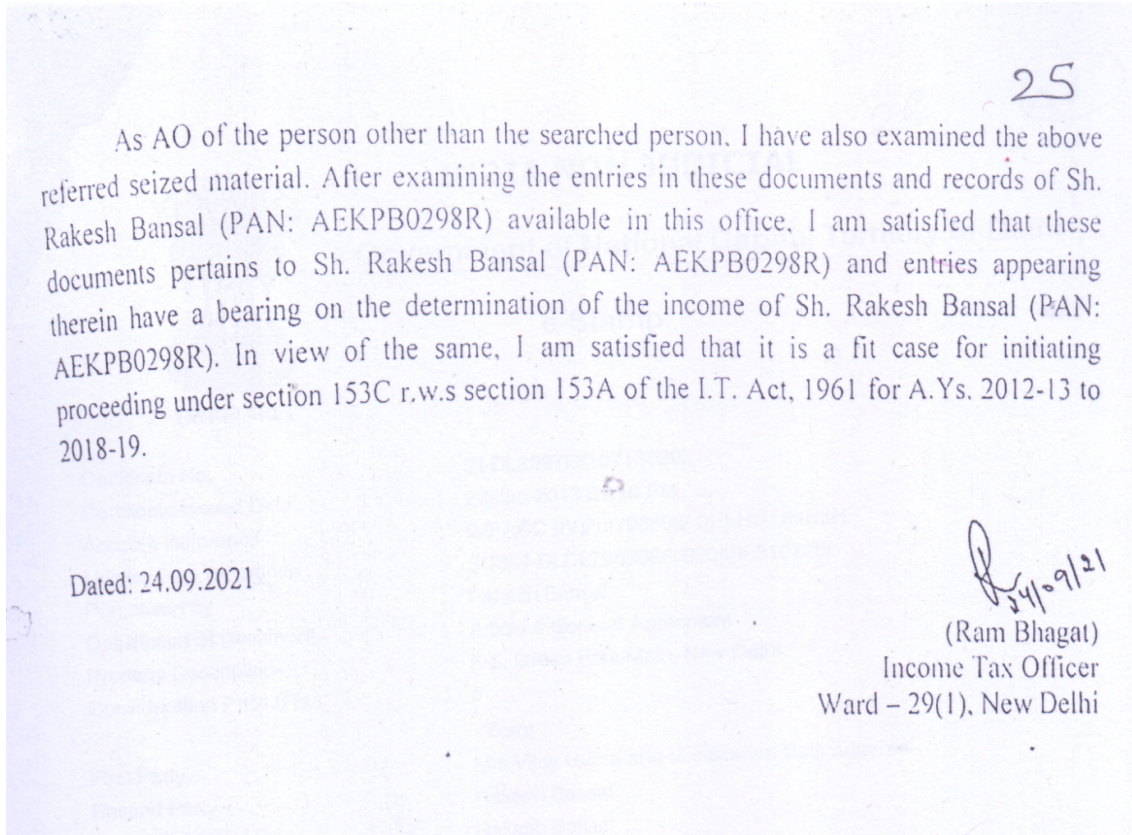 25
As AO of the person other than the searched person, I have also examined the above
referred seized material. After examining the entries in these documents and records of Sh.
Rakesh Bansal (PAN: AEKPB0298R) available in this office, I am satisfied that these
documents pertains to Sh. Rakesh Bansal (PAN: AEKPB0298R) and entries appearing
therein have a bearing on the determination of the income of Sh. Rakesh Bansal (PAN:
AEKPB0298R). In view of the same, I am satisfied that it is a fit case for initiating
proceeding under section 153C r.w.s section 153A of the I.T. Act, 1961 for A.Ys. 2012-13 to
2018-19.
Dated: 24.09.2021
24/09/21
(Ram Bhagat)
Income Tax Officer
Ward – 29(1), New Delhi